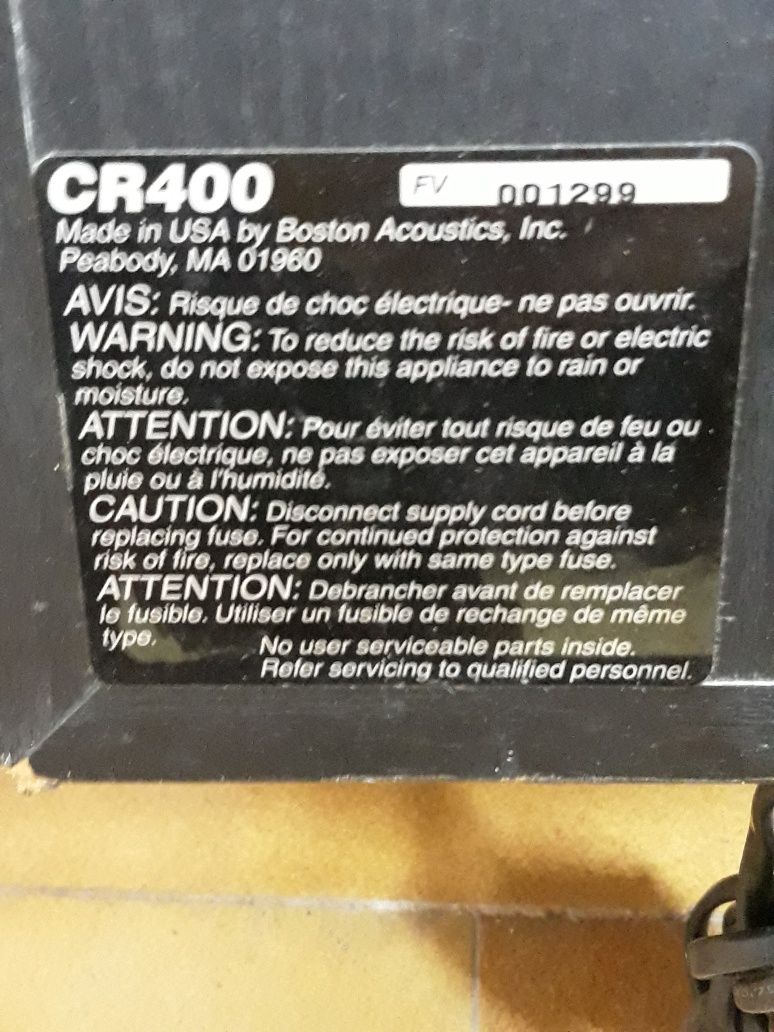 CR400
FV 001299
Made in USA by Boston Acoustics, Inc.
Peabody, MA 01960
AVIS: Risque de choc électrique- ne pas ouvrir.
WARNING: To reduce the risk of fire or electric
shock, do not expose this appliance to rain or
moisture.
ATTENTION: Pour éviter tout risque de feu ou
choc électrique, ne pas exposer cet appareil à la
pluie ou à l'humidité.
CAUTION: Disconnect supply cord before
replacing fuse. For continued protection against
risk of fire, replace only with same type fuse.
ATTENTION: Debrancher avant de remplacer
le fusible. Utiliser un fusible de rechange de même
type.
No user serviceable parts inside.
Refer servicing to qualified personnel.